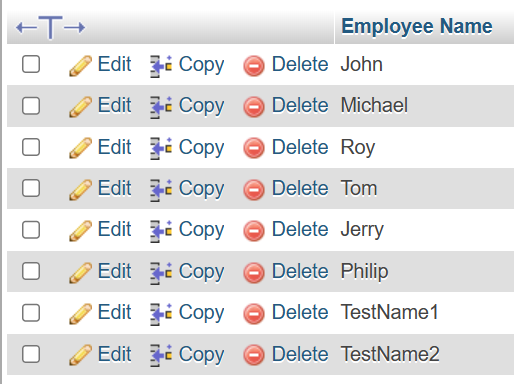 Employee Name
Edit Copy Delete John
Edit Copy Delete Michael
Edit Copy Delete Roy
Edit Copy Delete Tom
Edit Copy Delete Jerry
Edit Copy Delete Philip
Edit Copy Delete TestName1
Edit Copy Delete TestName2